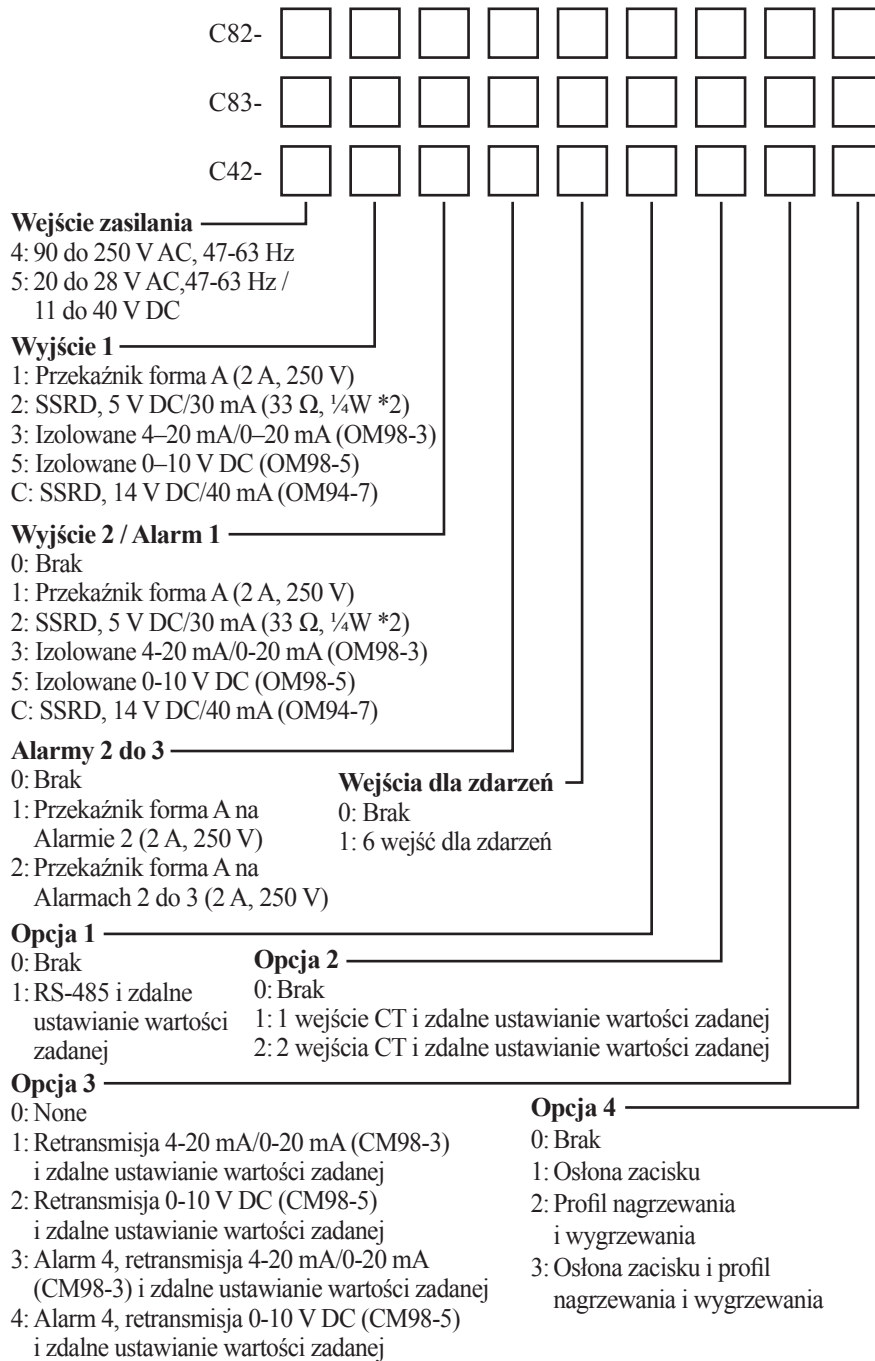 C82-
C83-
C42-
Wejście zasilania
4: 90 do 250 V AC, 47-63 Hz
5: 20 do 28 V AC,47-63 Hz /
11 do 40 V DC
Wyjście 1
1: Przekaźnik forma A (2 A, 250 V)
2: SSRD, 5 V DC/30 mA (33 Ω, ¼W *2)
3: Izolowane 4–20 mA/0–20 mA (OM98-3)
5: Izolowane 0–10 V DC (OM98-5)
C: SSRD, 14 V DC/40 mA (OM94-7)
Wyjście 2 / Alarm 1
0: Brak
1: Przekaźnik forma A (2 A, 250 V)
2: SSRD, 5 V DC/30 mA (33 Ω, ¼W *2)
3: Izolowane 4-20 mA/0-20 mA (OM98-3)
5: Izolowane 0-10 V DC (OM98-5)
C: SSRD, 14 V DC/40 mA (OM94-7)
Alarmy 2 do 3
0: Brak
1: Przekaźnik forma A na
Alarmie 2 (2 A, 250 V)
2: Przekaźnik forma A na
Alarmach 2 do 3 (2 A, 250 V)
Wejścia dla zdarzeń
0: Brak
1: 6 wejść dla zdarzeń
Opcja 1
0: Brak
1: RS-485 i zdalne
ustawianie wartości
zadanej
Opcja 2
0: Brak
1: 1 wejście CT i zdalne ustawianie wartości zadanej
2: 2 wejścia CT i zdalne ustawianie wartości zadanej
Opcja 3
0: None
1: Retransmisja 4-20 mA/0-20 mA (CM98-3)
i zdalne ustawianie wartości zadanej
2: Retransmisja 0-10 V DC (CM98-5)
i zdalne ustawianie wartości zadanej
3: Alarm 4, retransmisja 4-20 mA/0-20 mA
(CM98-3) i zdalne ustawianie wartości zadanej
4: Alarm 4, retransmisja 0-10 V DC (CM98-5)
i zdalne ustawianie wartości zadanej
Opcja 4
0: Brak
1: Osłona zacisku
2: Profil nagrzewania
i wygrzewania
3: Osłona zacisku i profil
nagrzewania i wygrzewania